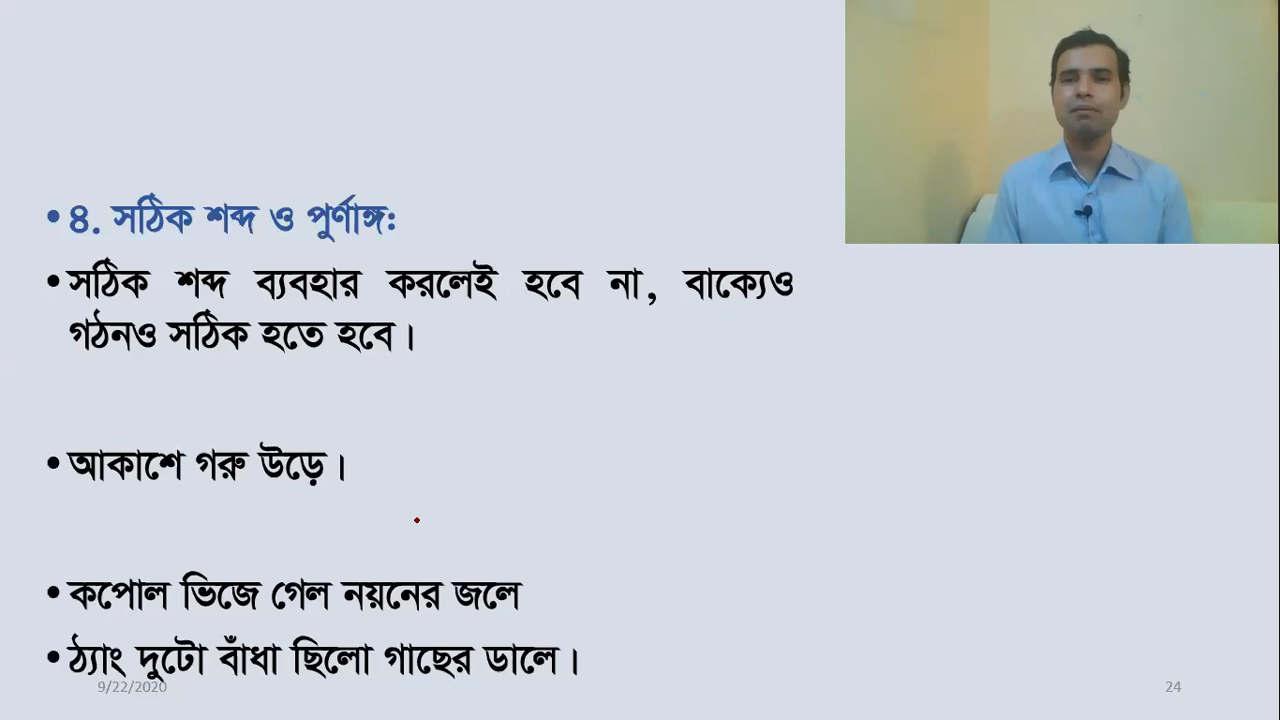 • ৪. সঠিক শব্দ ও পুর্ণাঙ্গ:
• সঠিক শব্দ ব্যবহার করলেই হবে না, বাক্যেও
গঠনও সঠিক হতে হবে।
• আকাশে গরু উড়ে।
• কপোল ভিজে গেল নয়নের জলে
• ঠ্যাং দুটো বাঁধা ছিলো গাছের ডালে।
9/22/2020
24